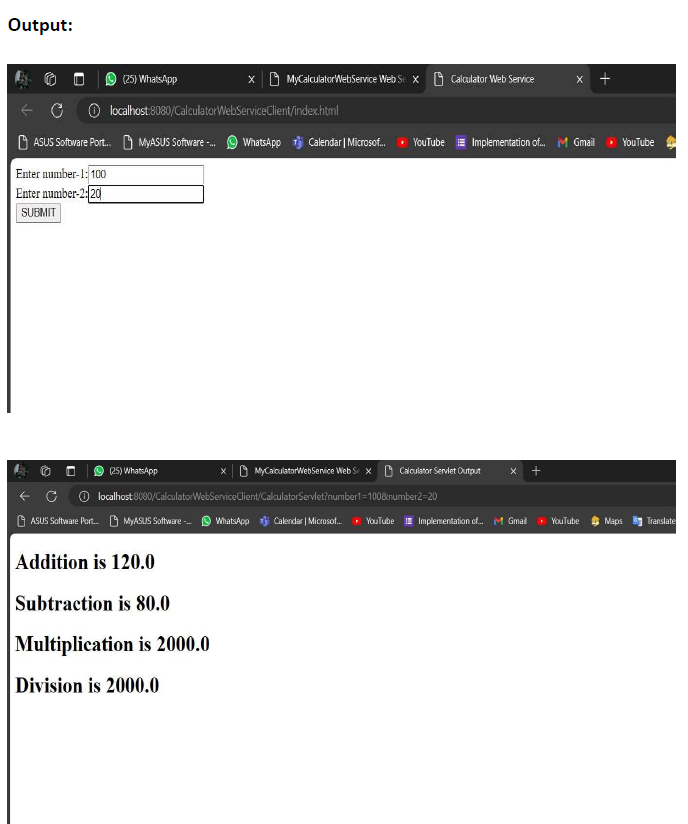 Output:
(25) WhatsApp
MyCalculatorWebService Web Se
Calculator Web Service
localhost:8080/CalculatorWebServiceClient/index.html
ASUS Software Port... MyASUS Software -... WhatsApp Calendar | Microsof... YouTube Implementation of... Gmail YouTube
Enter number-1: 100
Enter number-2: 20
SUBMIT
(25) WhatsApp
MyCalculatorWebService Web Se
Calculator Servlet Output
localhost:8080/CalculatorWebServiceClient/CalculatorServlet?number1=100&number2=20
ASUS Software Port... MyASUS Software -... WhatsApp Calendar | Microsof... YouTube Implementation of... Gmail YouTube Maps Translate
Addition is 120.0
Subtraction is 80.0
Multiplication is 2000.0
Division is 2000.0